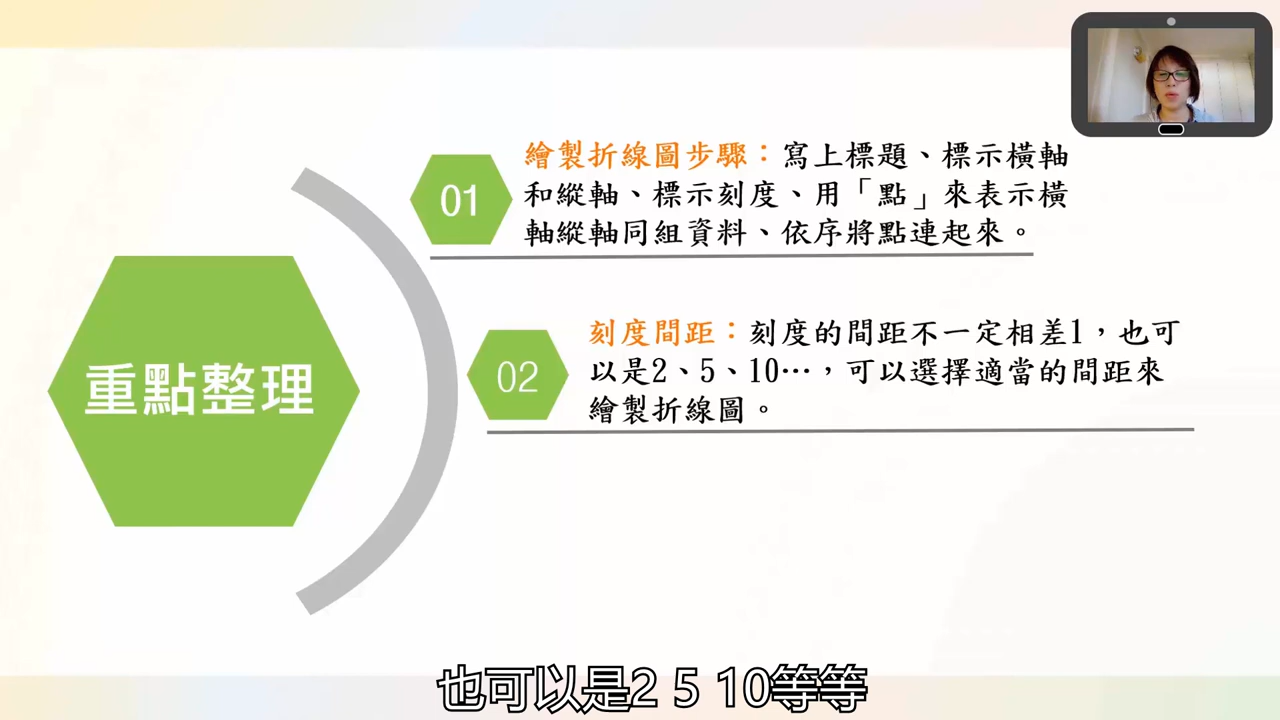 重點整理
01
繪製折線圖步驟：寫上標題、標示橫軸
和縱軸、標示刻度、用「點」來表示橫
軸縱軸同組資料、依序將點連起來。
02
刻度間距：刻度的間距不一定相差1，也可
以是2、5、10…，可以選擇適當的間距來
繪製折線圖。
也可以是2 5 10等等